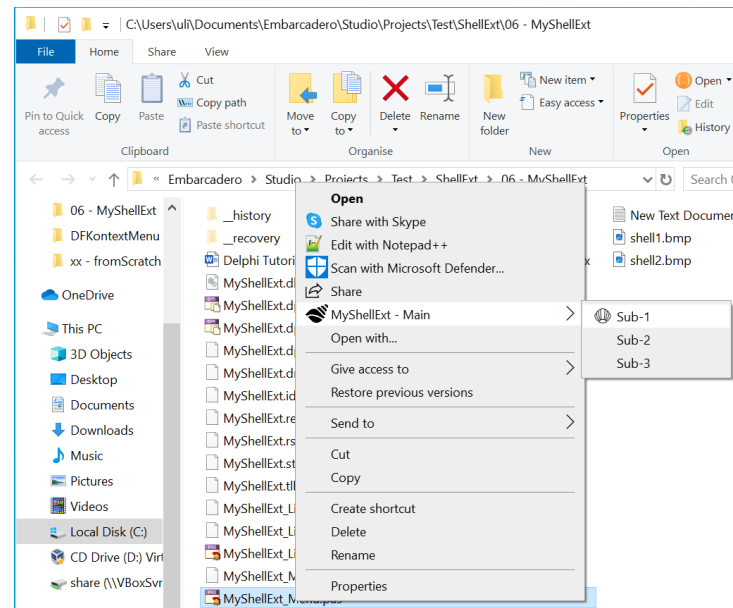 C:\Users\uli\Documents\Embarcadero\Studio\Projects\Test\ShellExt\06 - MyShellExt
File Home Share View
Pin to Quick access
Copy
Paste
Cut
Copy path
Paste shortcut
Move to
Copy to
Delete
Rename
New folder
New item
Easy access
Properties
Open
Edit
History
Clipboard
Organise
New
Open
« Embarcadero > Studio > Projects > Test > ShellExt > 06 - MyShellExt
Search
06 - MyShellExt
DFKontextMenu
xx - fromScratch
OneDrive
This PC
3D Objects
Desktop
Documents
Downloads
Music
Pictures
Videos
Local Disk (C:)
CD Drive (D:) Virt
share (\\VBoxSvr
__history
__recovery
Delphi Tutori
MyShellExt.dl
MyShellExt.dp
MyShellExt.dp
MyShellExt.dp
MyShellExt.d
MyShellExt.id
MyShellExt.re
MyShellExt.rs
MyShellExt.st
MyShellExt.tl
MyShellExt_Li
MyShellExt_Li
MyShellExt_Li
MyShellExt_M
MyShellExt_Menu.pas
x
New Text Documer
shell1.bmp
shell2.bmp
Open
Share with Skype
Edit with Notepad++
Scan with Microsoft Defender...
Share
MyShellExt - Main
Open with...
Give access to
Restore previous versions
Send to
Cut
Copy
Create shortcut
Delete
Rename
Properties
Sub-1
Sub-2
Sub-3